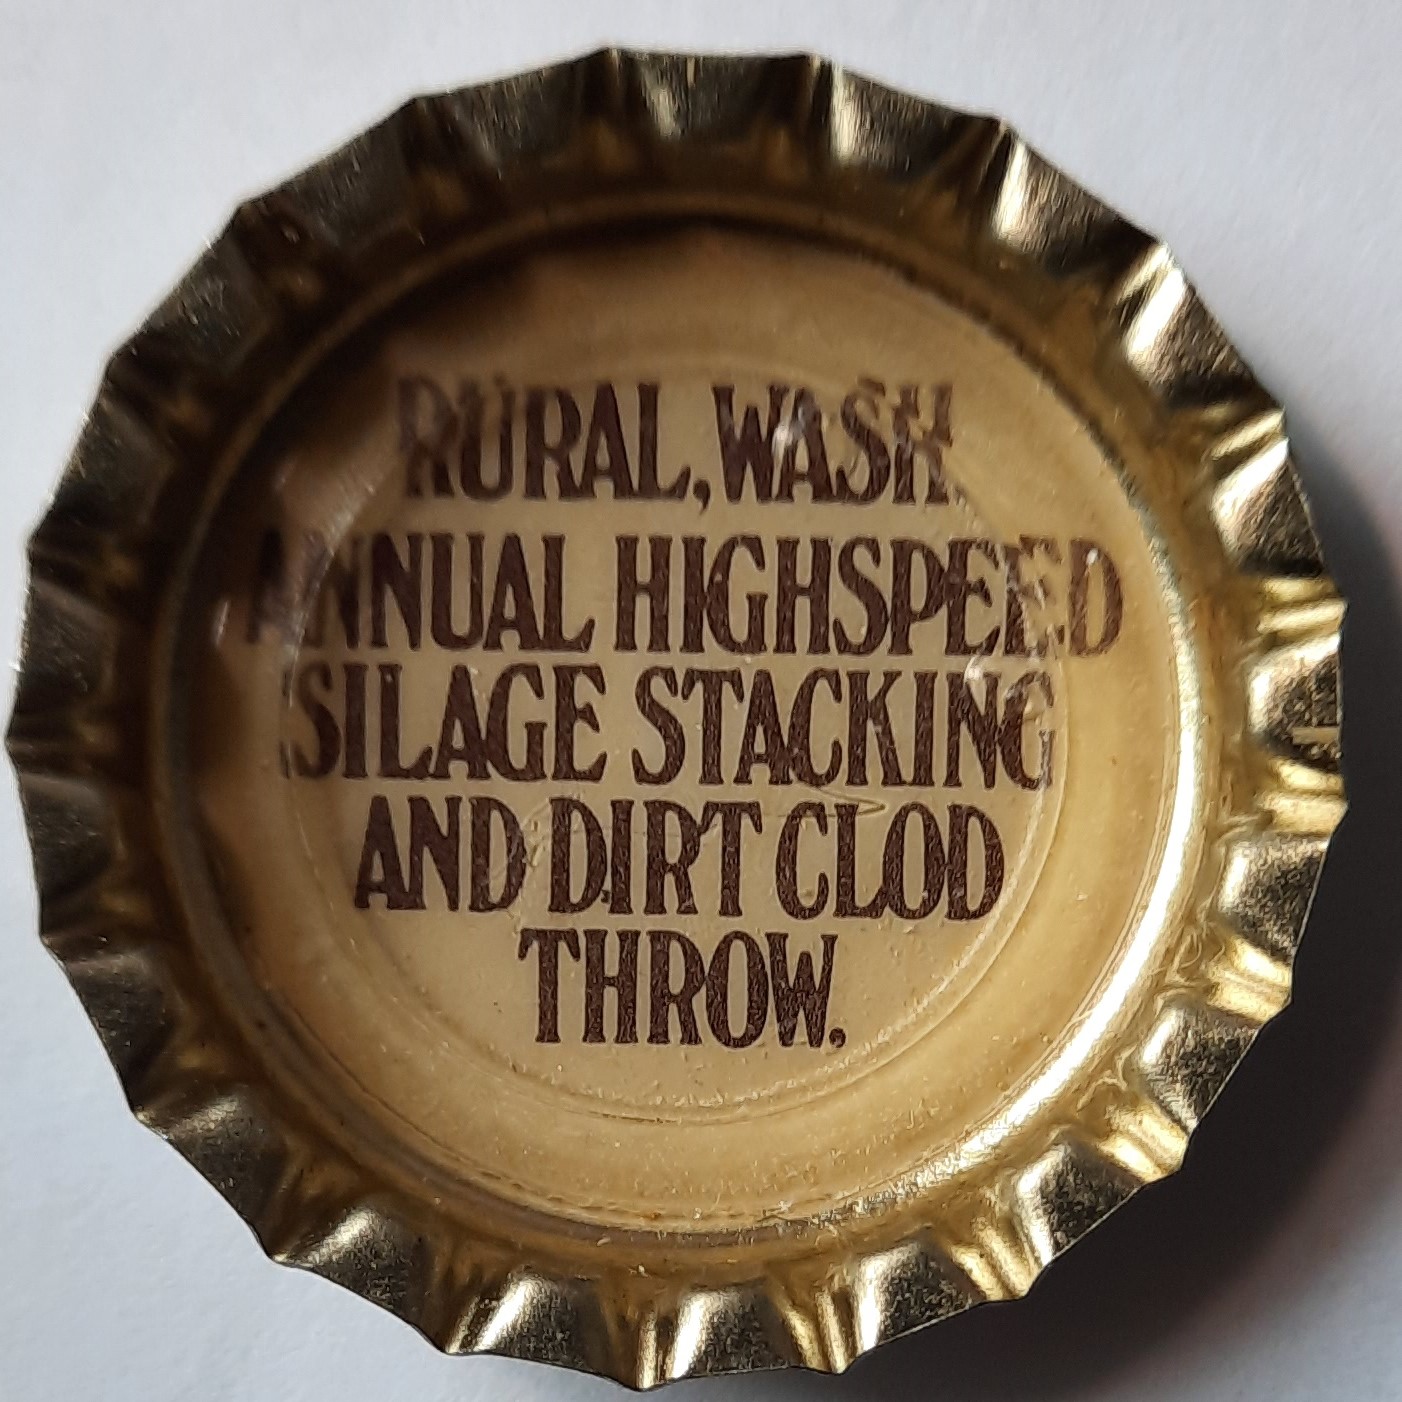 RURAL, WASH.
ANNUAL HIGHSPEED
SILAGE STACKING
AND DIRT CLOD
THROW.